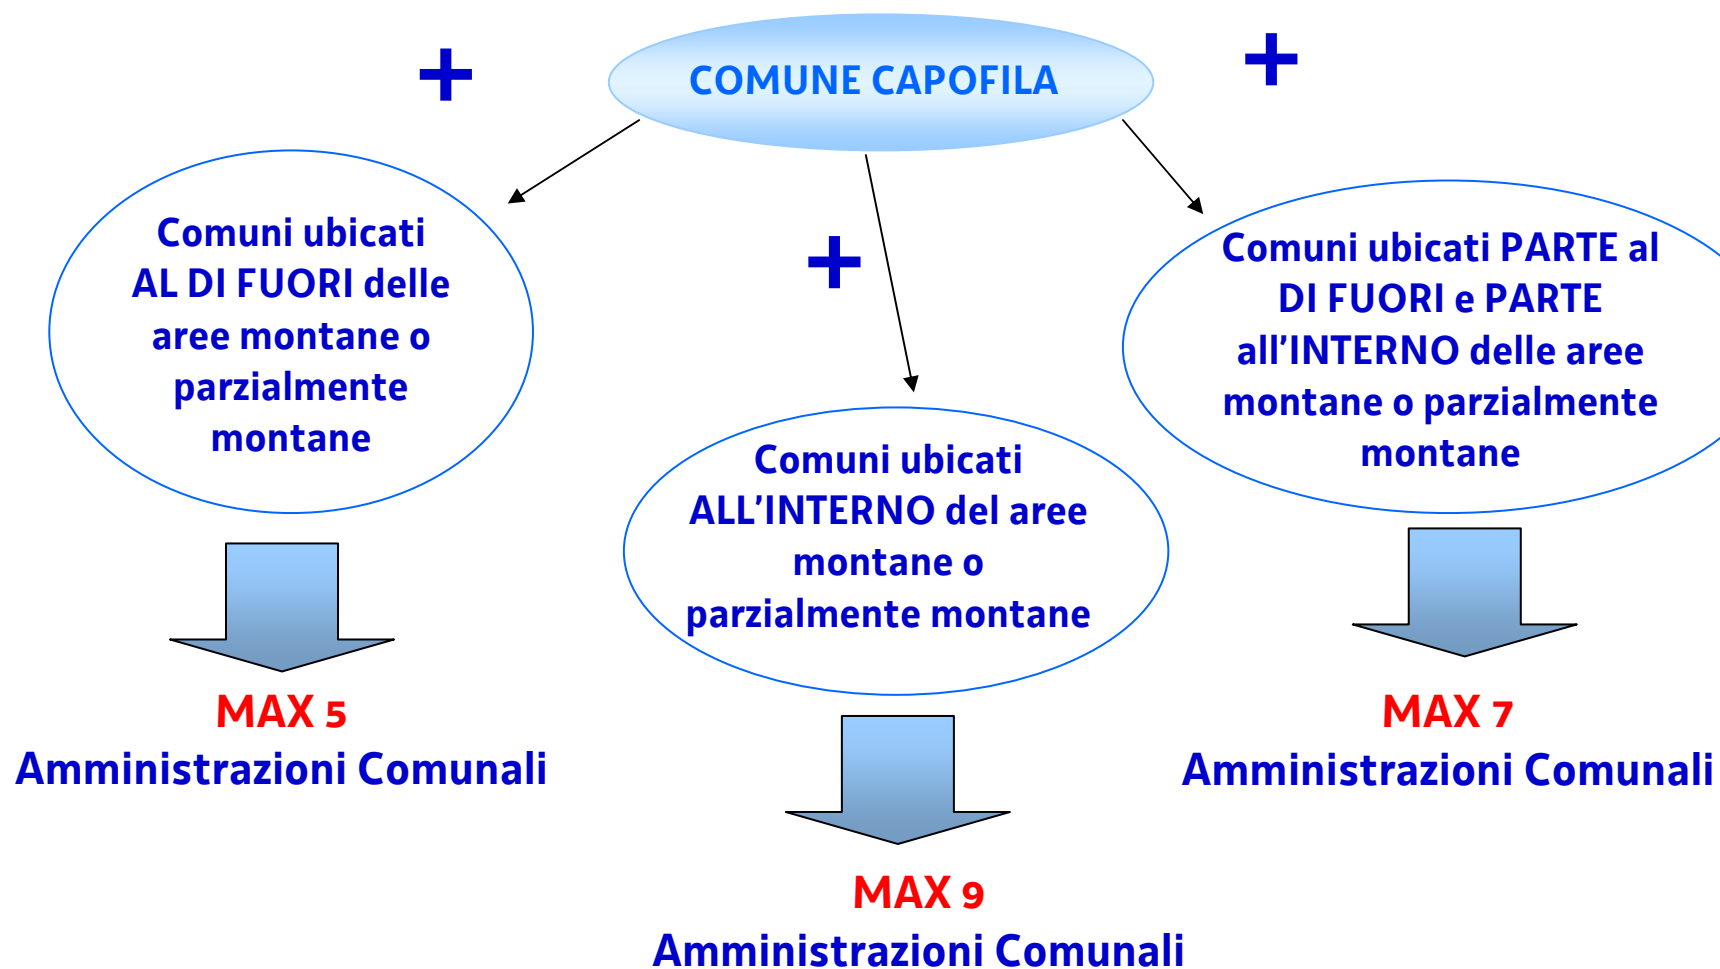 +
COMUNE CAPOFILA
+
Comuni ubicati
AL DI FUORI delle
aree montane o
parzialmente
montane
MAX 5
Amministrazioni Comunali
+
Comuni ubicati
ALL’INTERNO del aree
montane o
parzialmente montane
MAX 9
Amministrazioni Comunali
Comuni ubicati PARTE al
DI FUORI e PARTE
all’INTERNO delle aree
montane o parzialmente
montane
MAX 7
Amministrazioni Comunali